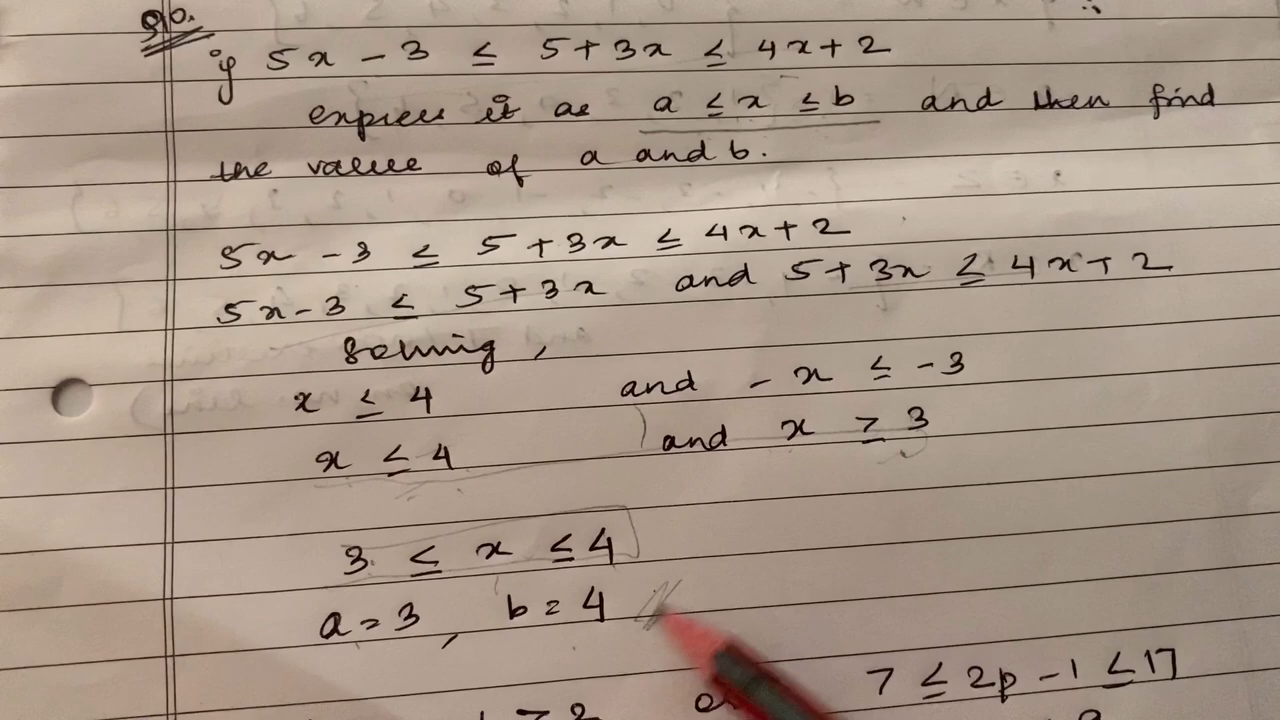 Q10.
if 5x - 3 ≤ 5 + 3x ≤ 4x + 2
express it as a ≤ x ≤ b and then find
the value of a and b.
5x - 3 ≤ 5 + 3x ≤ 4x + 2
5x - 3 ≤ 5 + 3x and 5 + 3x ≤ 4x + 2
Solving,
x ≤ 4 and - x ≤ -3
x ≤ 4 and x ≥ 3
3 ≤ x ≤ 4
a = 3, b = 4
7 ≤ 2p - 1 ≤ 17